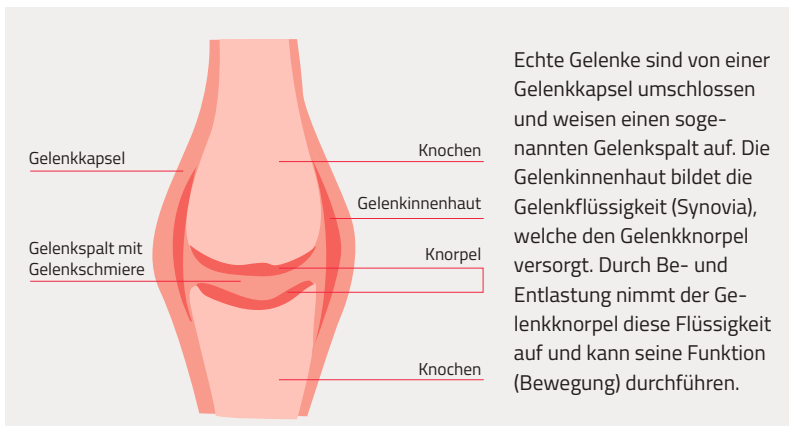 Gelenkkapsel
Gelenkspalt mit
Gelenkschmiere
Knochen
Gelenkinnenhaut
Knorpel
Knochen
Echte Gelenke sind von einer
Gelenkkapsel umschlossen
und weisen einen soge-
nannten Gelenkspalt auf. Die
Gelenkinnenhaut bildet die
Gelenkflüssigkeit (Synovia),
welche den Gelenkknorpel
versorgt. Durch Be- und
Entlastung nimmt der Ge-
lenkknorpel diese Flüssigkeit
auf und kann seine Funktion
(Bewegung) durchführen.